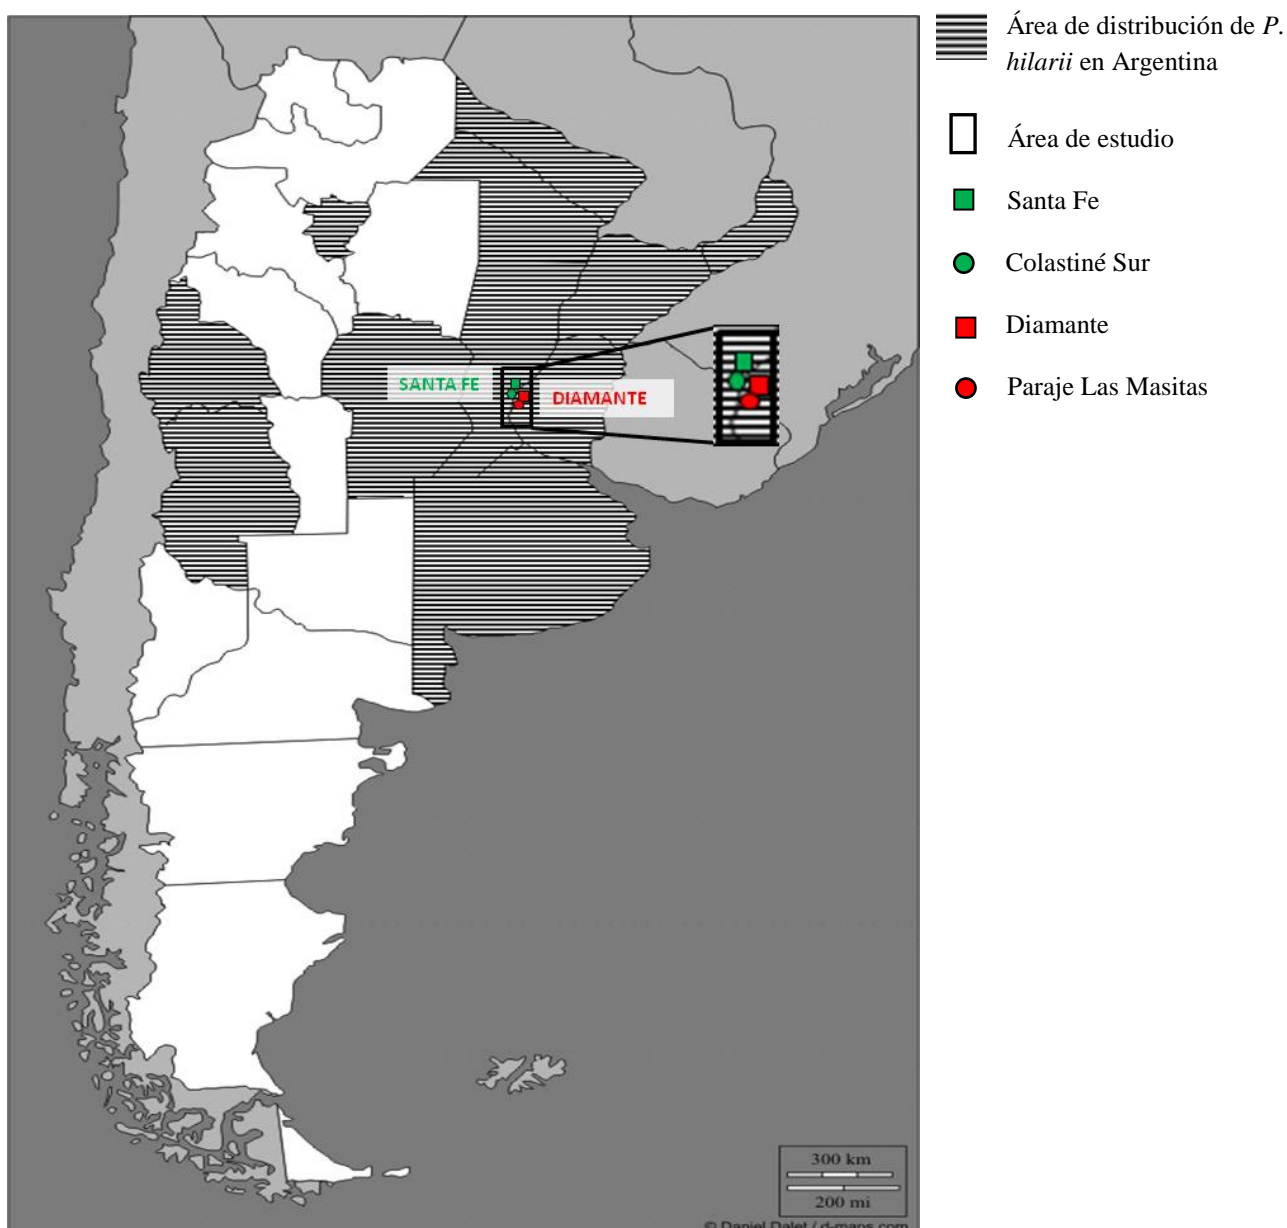 Área de distribución de P.
hilarii en Argentina
Área de estudio
Santa Fe
Colastiné Sur
Diamante
Paraje Las Masitas
SANTA FE
DIAMANTE
300 km
200 mi
© Daniel Dalet / d-maps.com